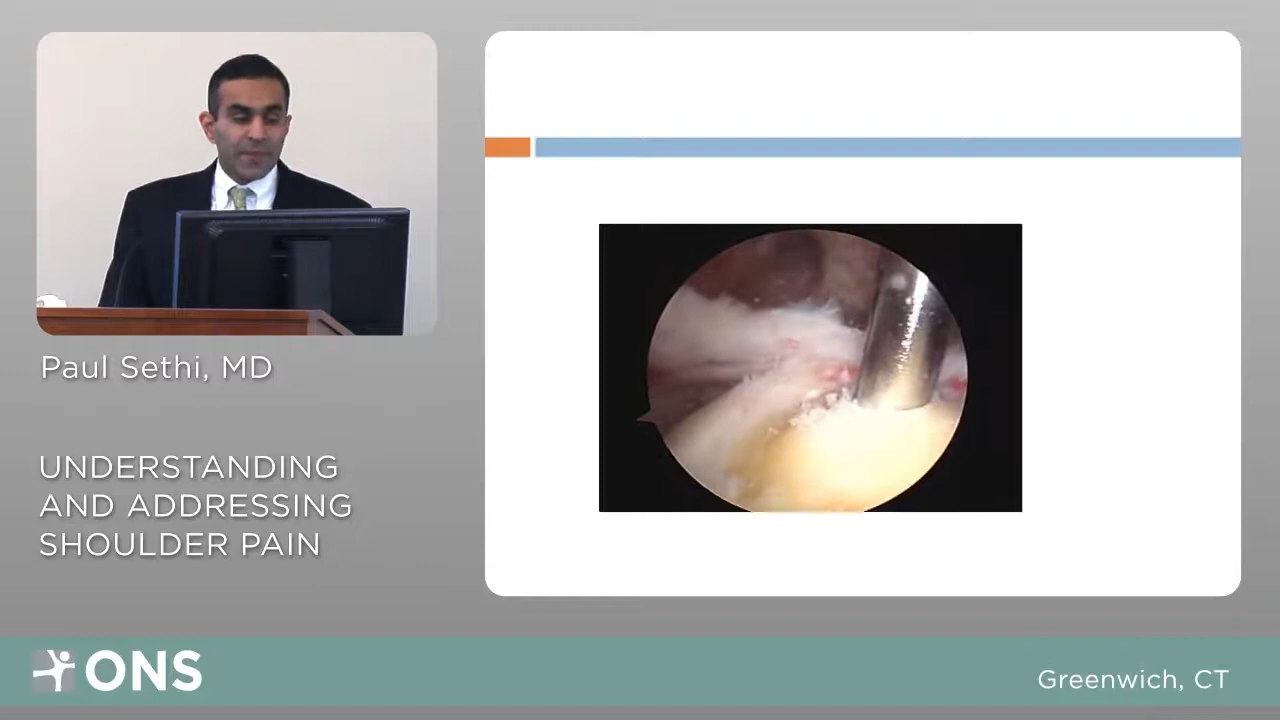 Paul Sethi, MD
UNDERSTANDING
AND ADDRESSING
SHOULDER PAIN
ONS
Greenwich, CT